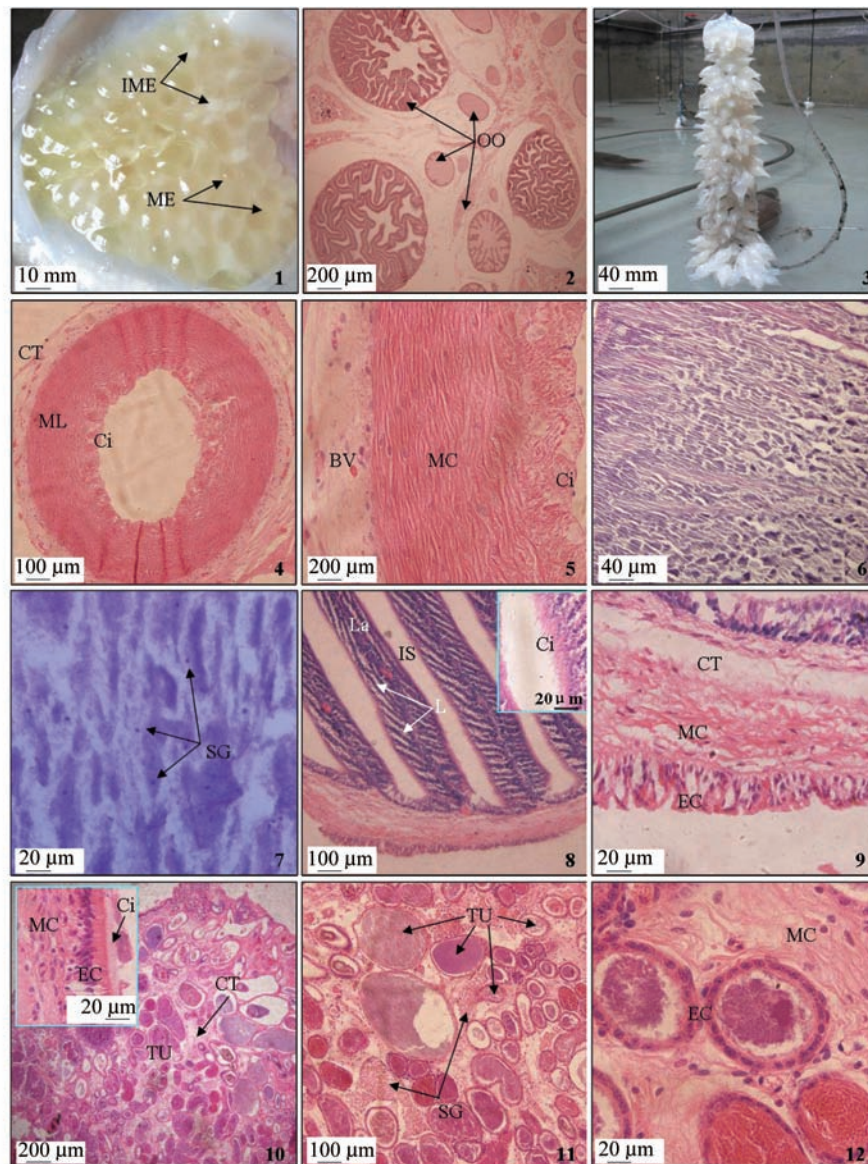 IME
ME
10 mm
1
OO
200 μm
2
40 mm
3
CT
ML
Ci
100 μm
4
BV
MC
Ci
200 μm
5
40 μm
6
SG
20 μm
7
La
IS
L
Ci
20 μm
100 μm
8
CT
MC
EC
20 μm
9
MC
Ci
EC
20 μm
CT
TU
200 μm
10
TU
SG
100 μm
11
MC
EC
20 μm
12